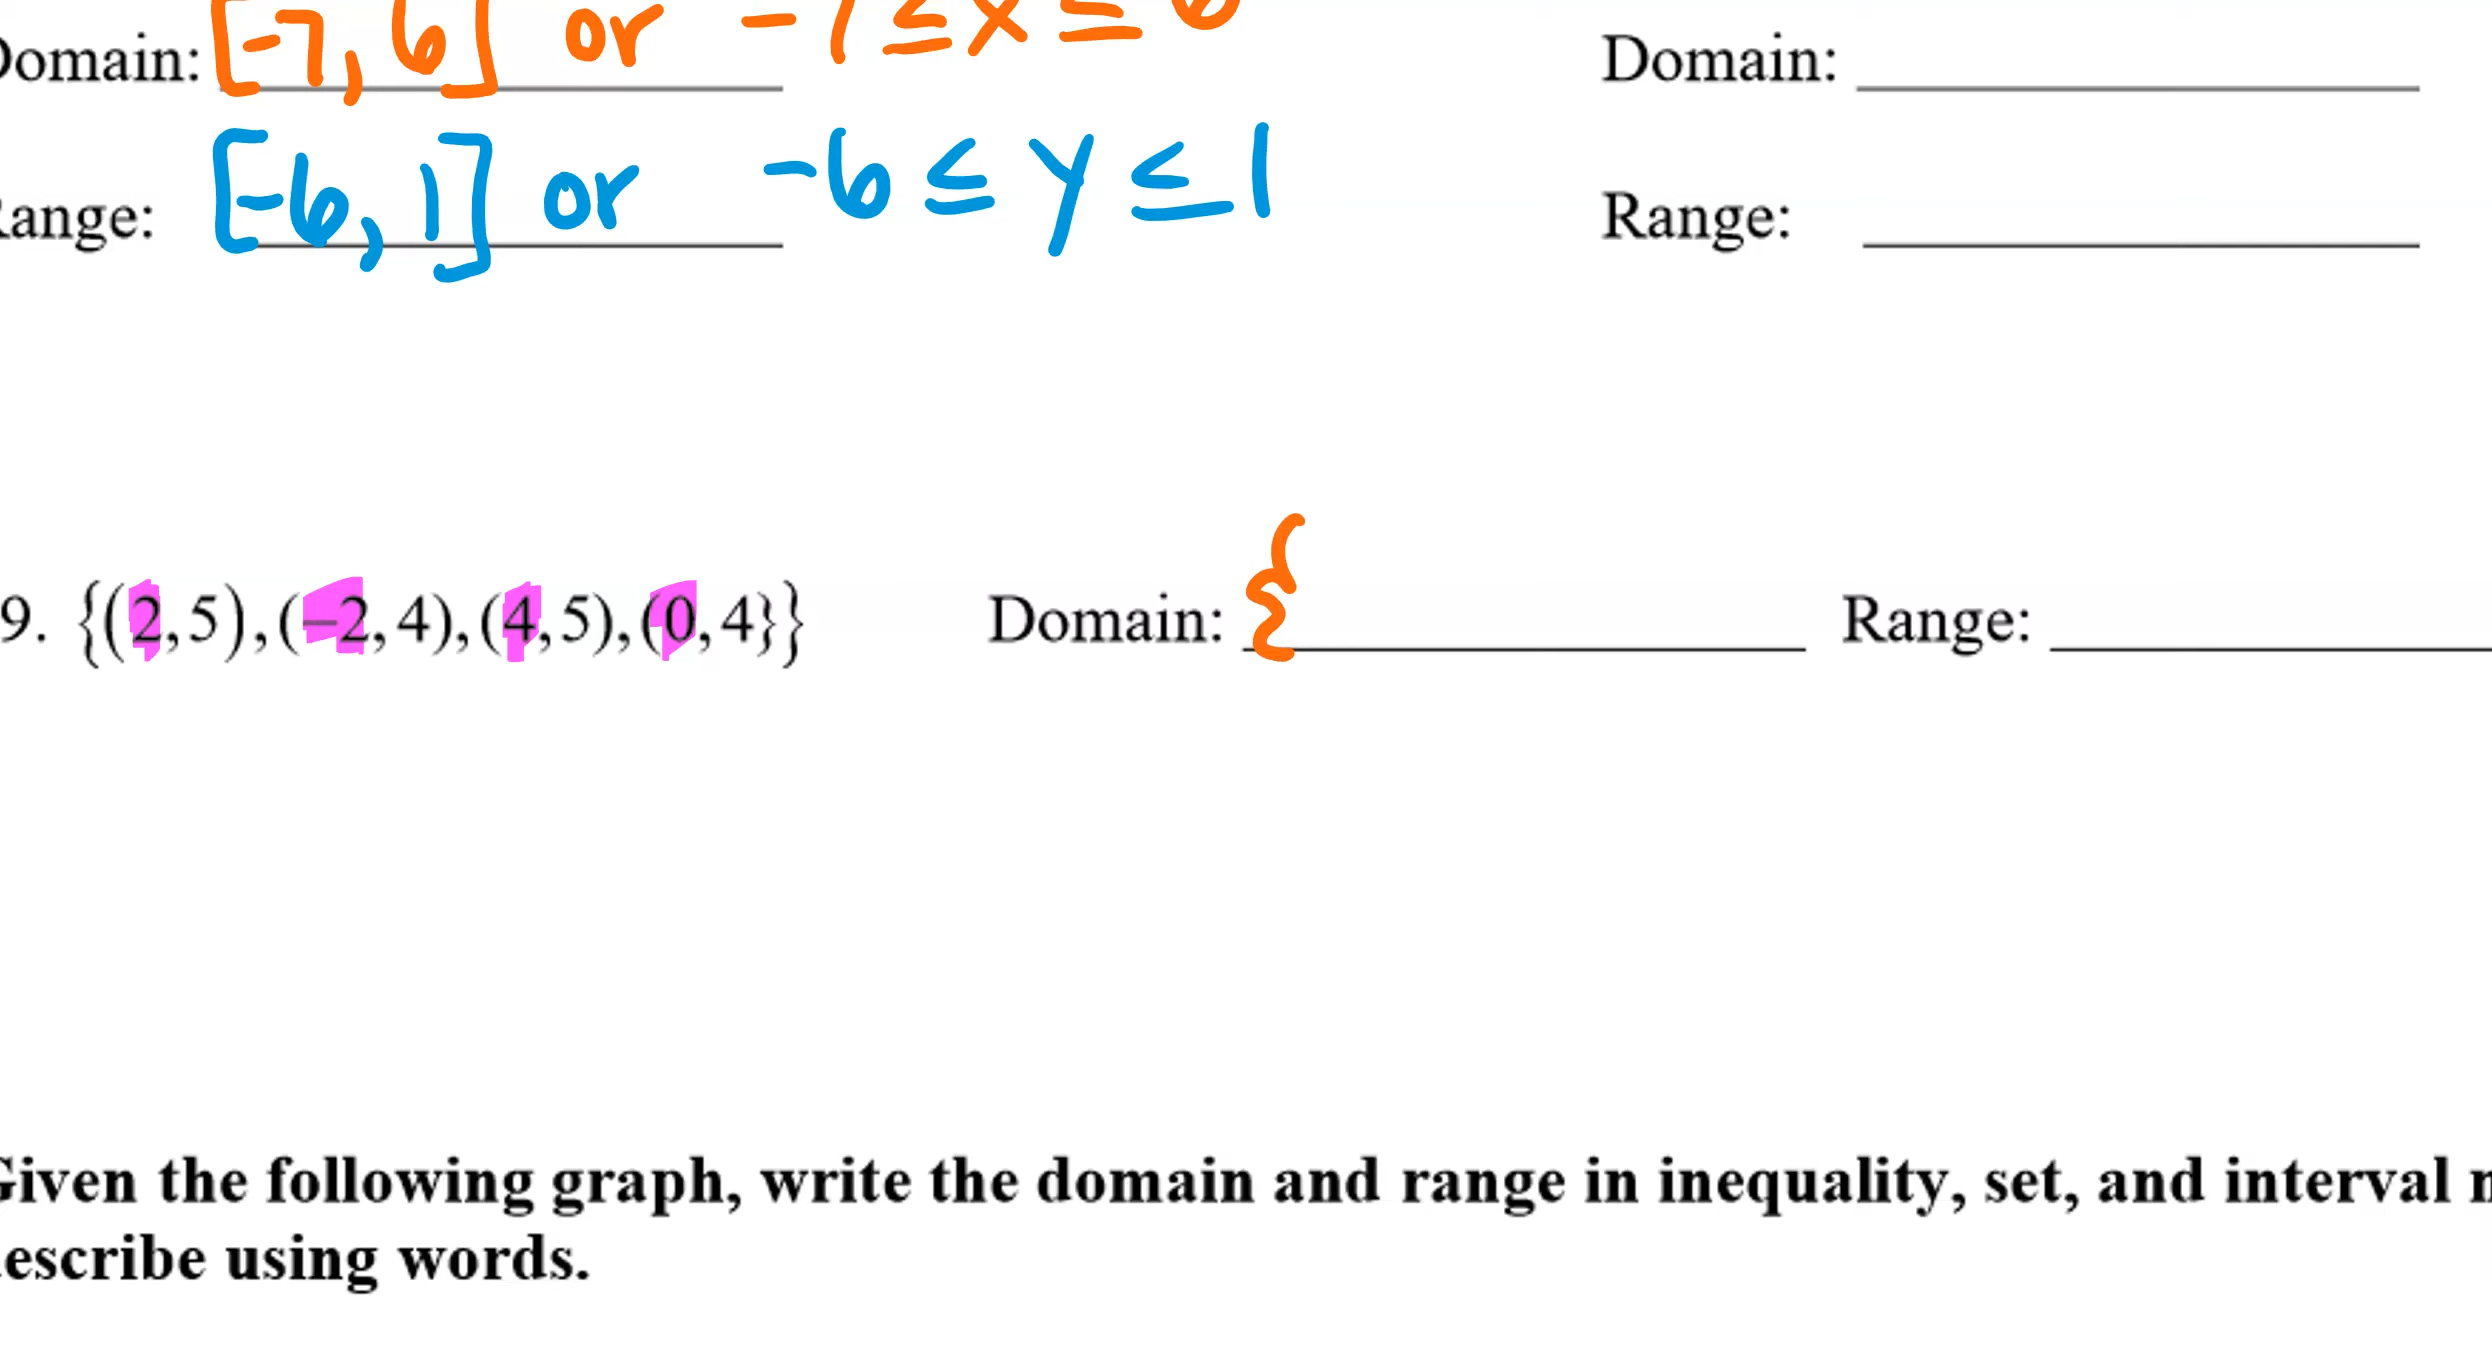 omain: [-7, 6] or -7 ≤ x ≤ 6 Domain:
ange: [-6, 1] or -6 ≤ y ≤ 1 Range:
9. {(2,5),(−2,4),(4,5),(0,4}} Domain: { Range:
Given the following graph, write the domain and range in inequality, set, and interval
escribe using words.